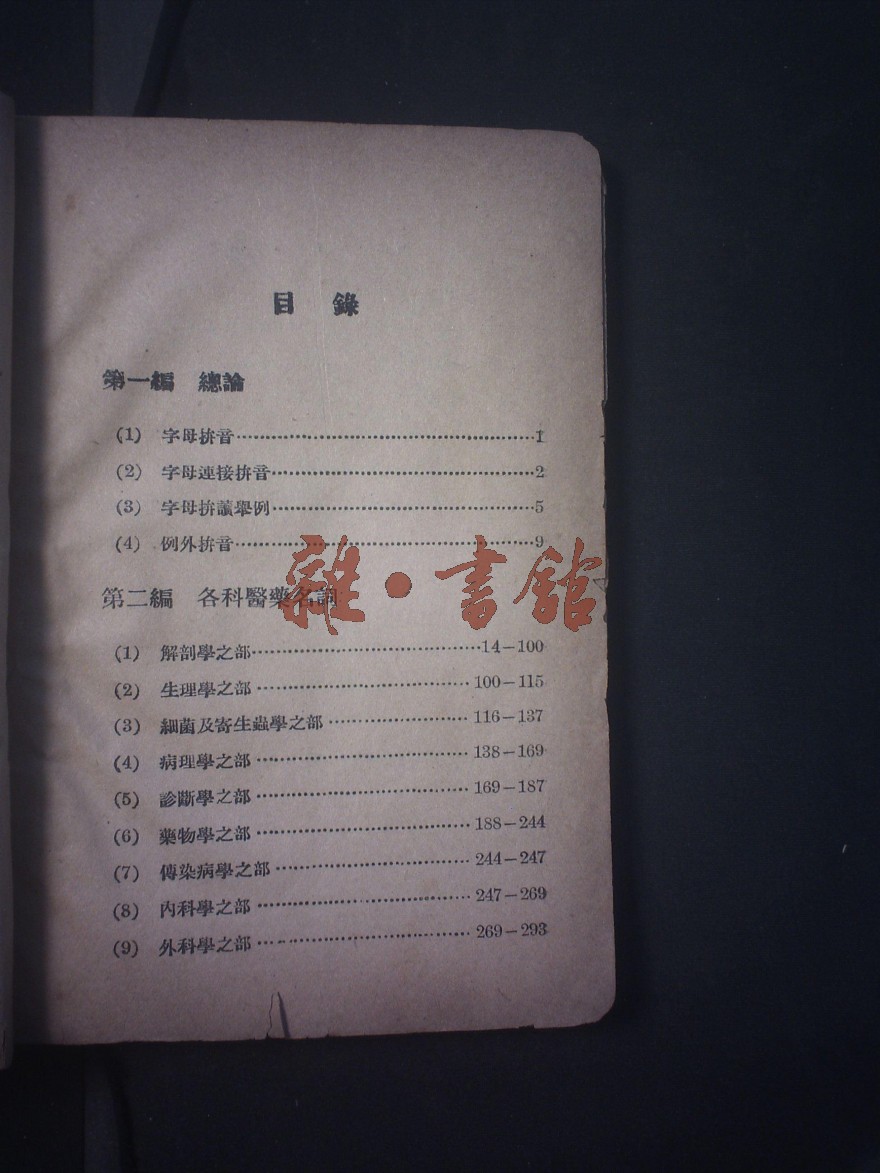 目錄
第一編 總論
(1) 字母拚音…1
(2) 字母連接拚音…2
(3) 字母拚讀舉例…5
(4) 例外拚音…9
雜·書館
第二編 各科醫藥名詞
(1) 解剖學之部…14-100
(2) 生理學之部…100-115
(3) 細菌及寄生蟲學之部…116-137
(4) 病理學之部…138-169
(5) 診斷學之部…169-187
(6) 藥物學之部…188-244
(7) 傳染病學之部…244-247
(8) 內科學之部…247-269
(9) 外科學之部…269-293